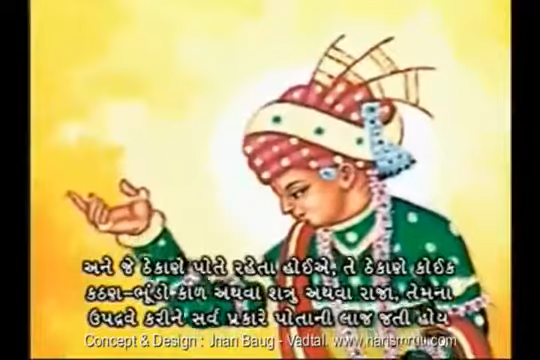 અને જે ઠેકાણે પોતે રહેતા હોઈએ, તે ઠેકાણે કોઈક
કઠણ-ભૂંડો કાળ અથવા શત્રુ અથવા રાજા, તેમના
ઉપદ્રવે કરીને સર્વ પ્રકારે પોતાની લાજ જતી હોય
Concept & Design : Jnan Baug - Vadtal. www.harismruti.com